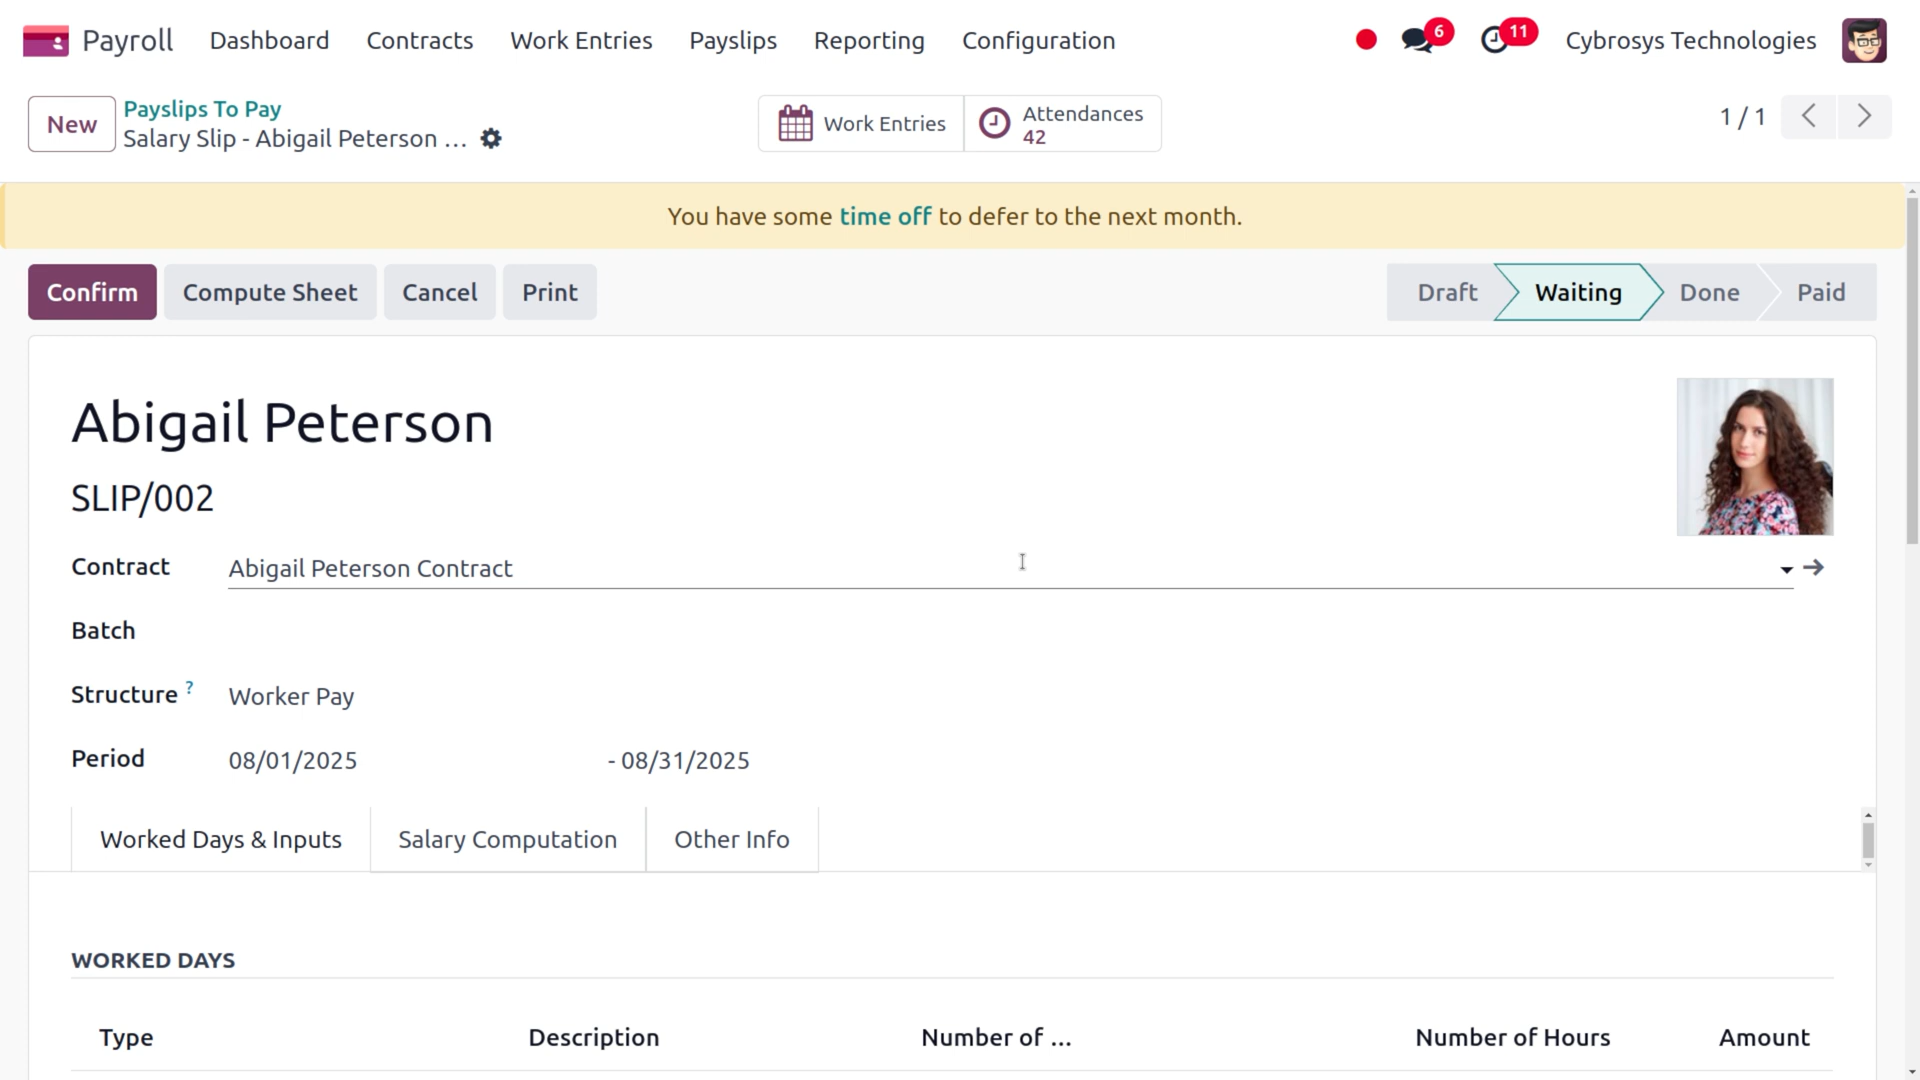 Payroll Dashboard Contracts Work Entries Payslips Reporting Configuration 6 11 Cybrosys Technologies
New Payslips To Pay
Salary Slip - Abigail Peterson ...
Work Entries
Attendances
42
1 / 1
You have some time off to defer to the next month.
Confirm Compute Sheet Cancel Print Draft Waiting Done Paid
Abigail Peterson
SLIP/002
Contract Abigail Peterson Contract
Batch
Structure ? Worker Pay
Period 08/01/2025 - 08/31/2025
Worked Days & Inputs Salary Computation Other Info
WORKED DAYS
Type Description Number of ... Number of Hours Amount